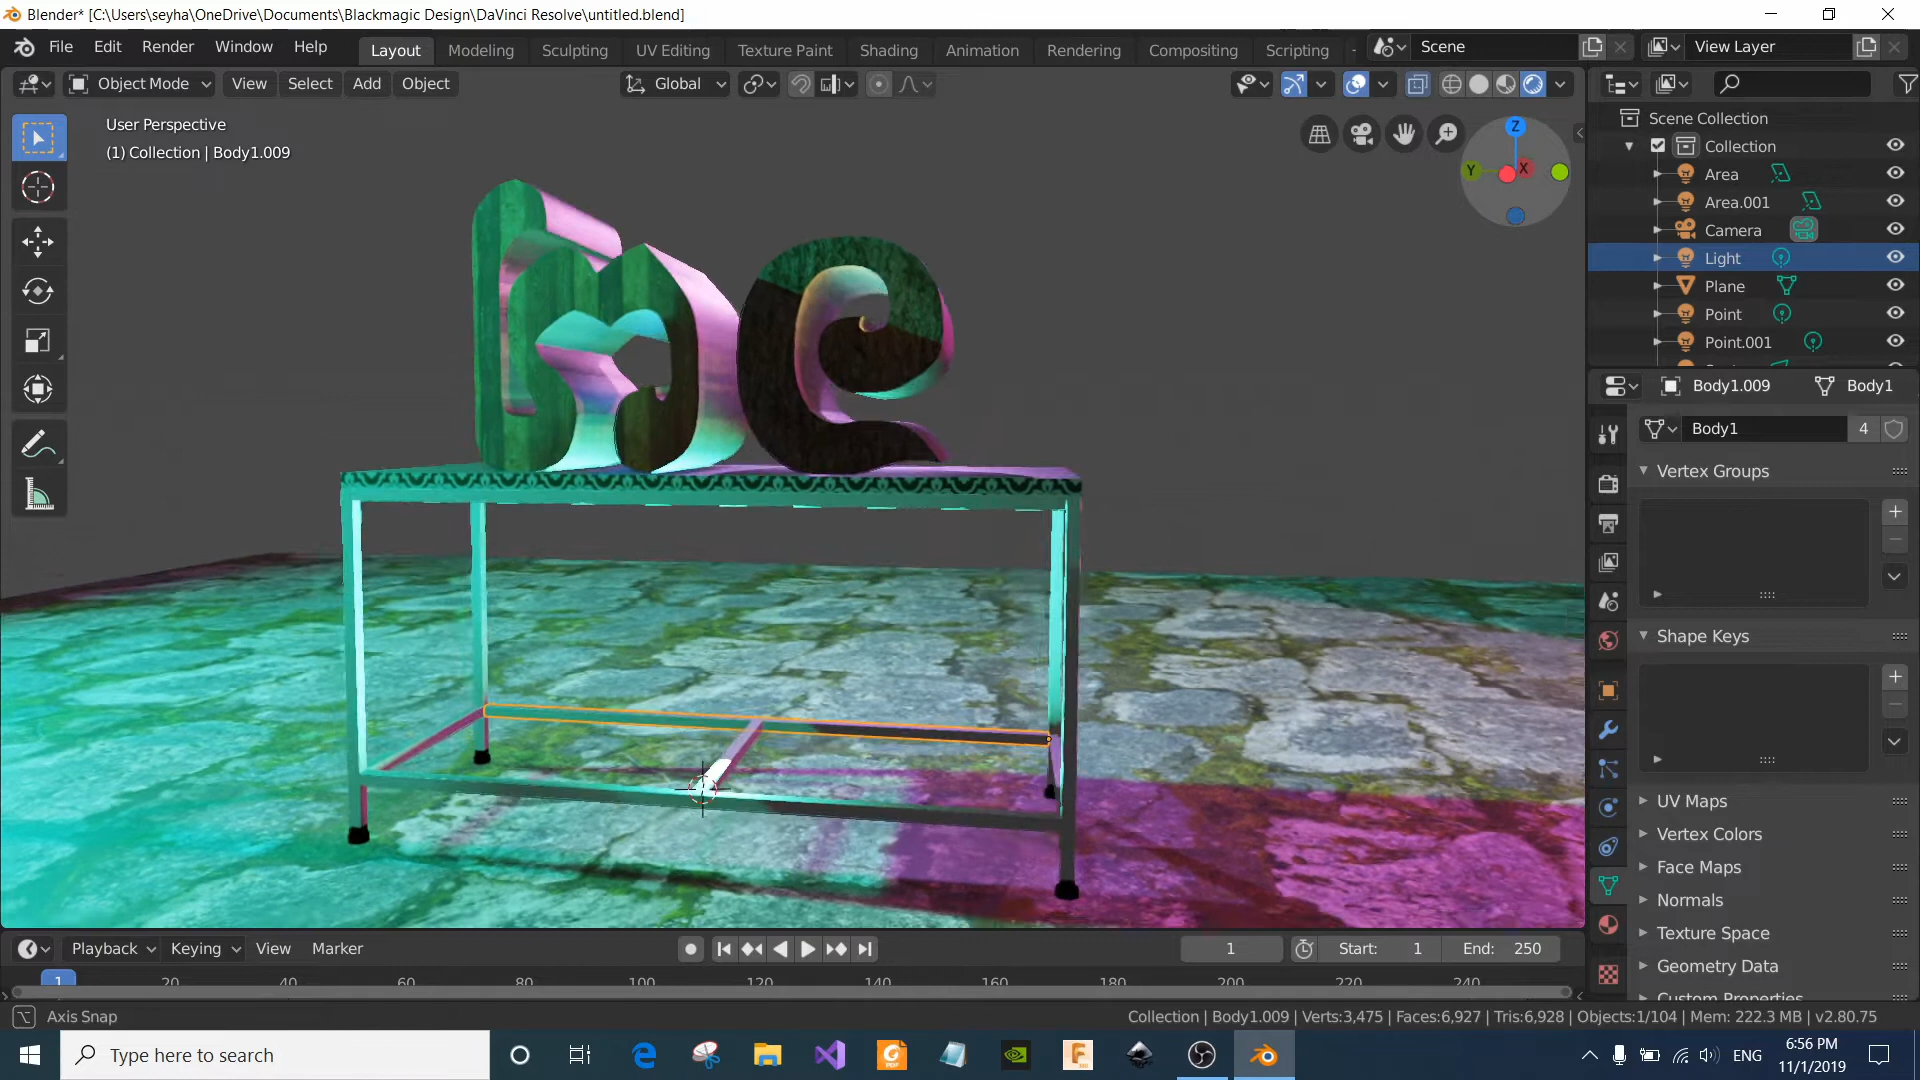 Blender* [C:\Users\seyha\OneDrive\Documents\Blackmagic Design\DaVinci Resolve\untitled.blend]
File Edit Render Window Help Layout Modeling Sculpting UV Editing Texture Paint Shading Animation Rendering Compositing Scripting Scene View Layer
Object Mode View Select Add Object Global
User Perspective
(1) Collection | Body1.009
Z
Y X
Scene Collection
Collection
Area
Area.001
Camera
Light
Plane
Point
Point.001
Body1.009 Body1
Body1 4
Vertex Groups
Shape Keys
UV Maps
Vertex Colors
Face Maps
Normals
Texture Space
Geometry Data
Custom Properties
Playback Keying View Marker 1 Start: 1 End: 250
1 20 40 60 80 100 120 140 160 180 200 220 240
Axis Snap
Collection | Body1.009 | Verts:3,475 | Faces:6,927 | Tris:6,928 | Objects:1/104 | Mem: 222.3 MB | v2.80.75
Type here to search
ENG
6:56 PM
11/1/2019